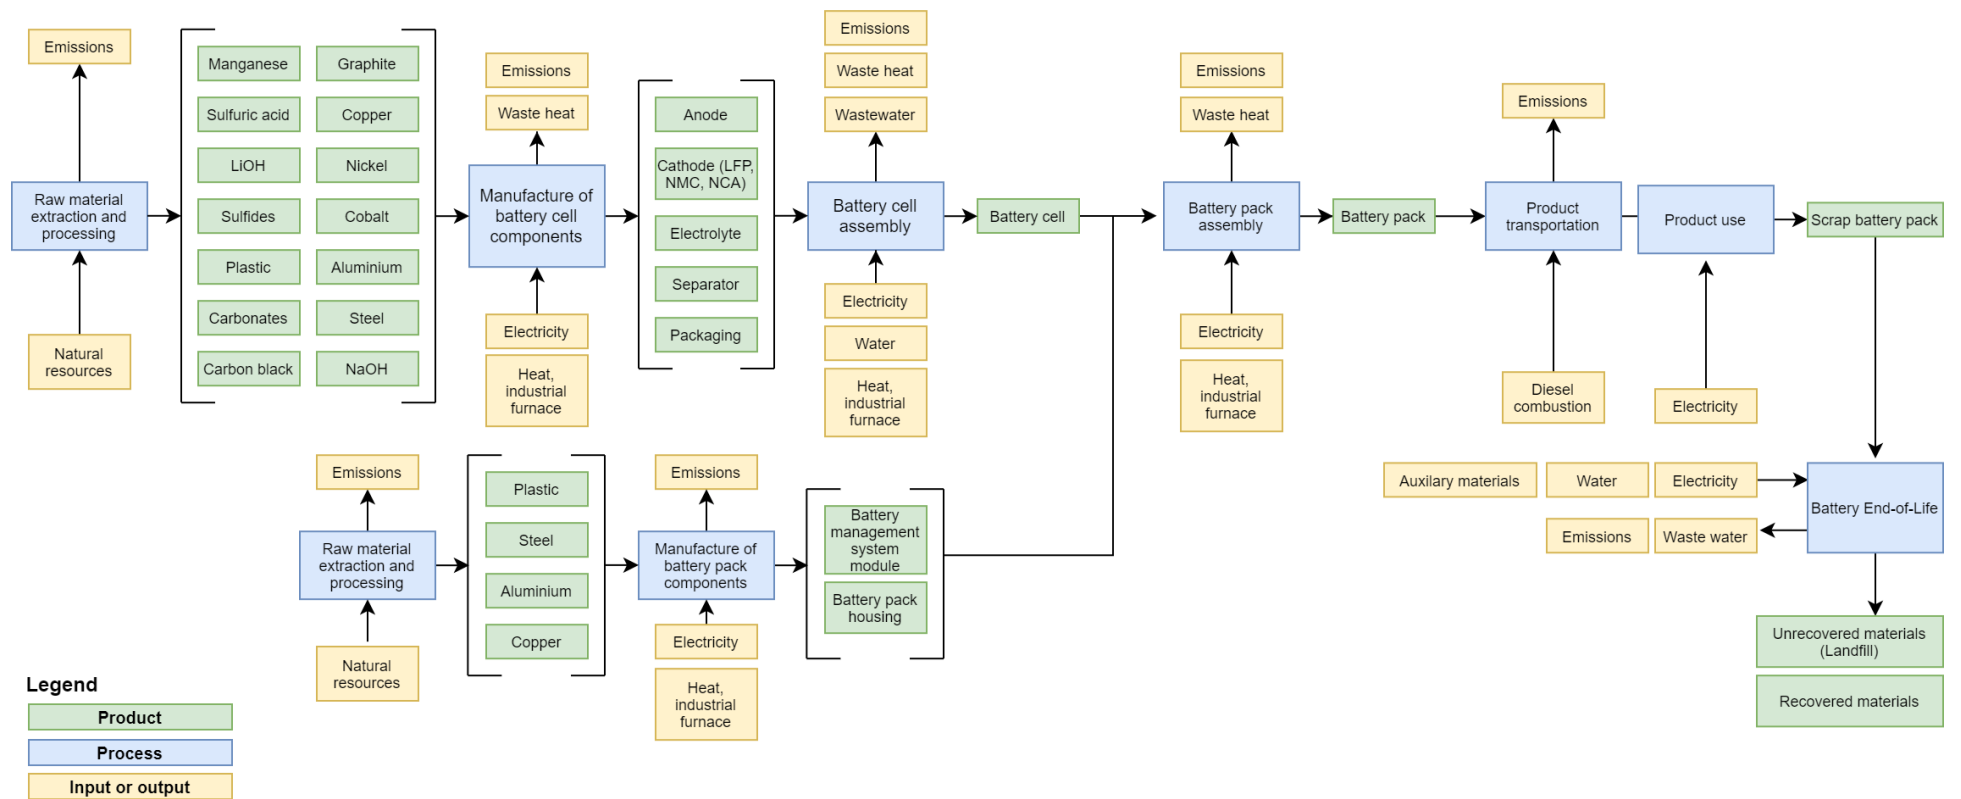 Emissions
Raw material
extraction and
processing
Natural
resources
Manganese
Graphite
Sulfuric acid
Copper
LiOH
Nickel
Sulfides
Cobalt
Plastic
Aluminium
Carbonates
Steel
Carbon black
NaOH
Emissions
Waste heat
Manufacture of
battery cell
components
Electricity
Heat,
industrial
furnace
Anode
Cathode (LFP,
NMC, NCA)
Electrolyte
Separator
Packaging
Emissions
Waste heat
Wastewater
Battery cell
assembly
Electricity
Water
Heat,
industrial
furnace
Battery cell
Emissions
Waste heat
Battery pack
assembly
Electricity
Heat,
industrial
furnace
Battery pack
Emissions
Product
transportation
Diesel
combustion
Product use
Electricity
Scrap battery pack
Emissions
Raw material
extraction and
processing
Natural
resources
Plastic
Steel
Aluminium
Copper
Emissions
Manufacture of
battery pack
components
Electricity
Heat,
industrial
furnace
Battery
management
system
module
Battery pack
housing
Auxilary materials
Water
Electricity
Emissions
Waste water
Battery End-of-Life
Unrecovered materials
(Landfill)
Recovered materials
Legend
Product
Process
Input or output